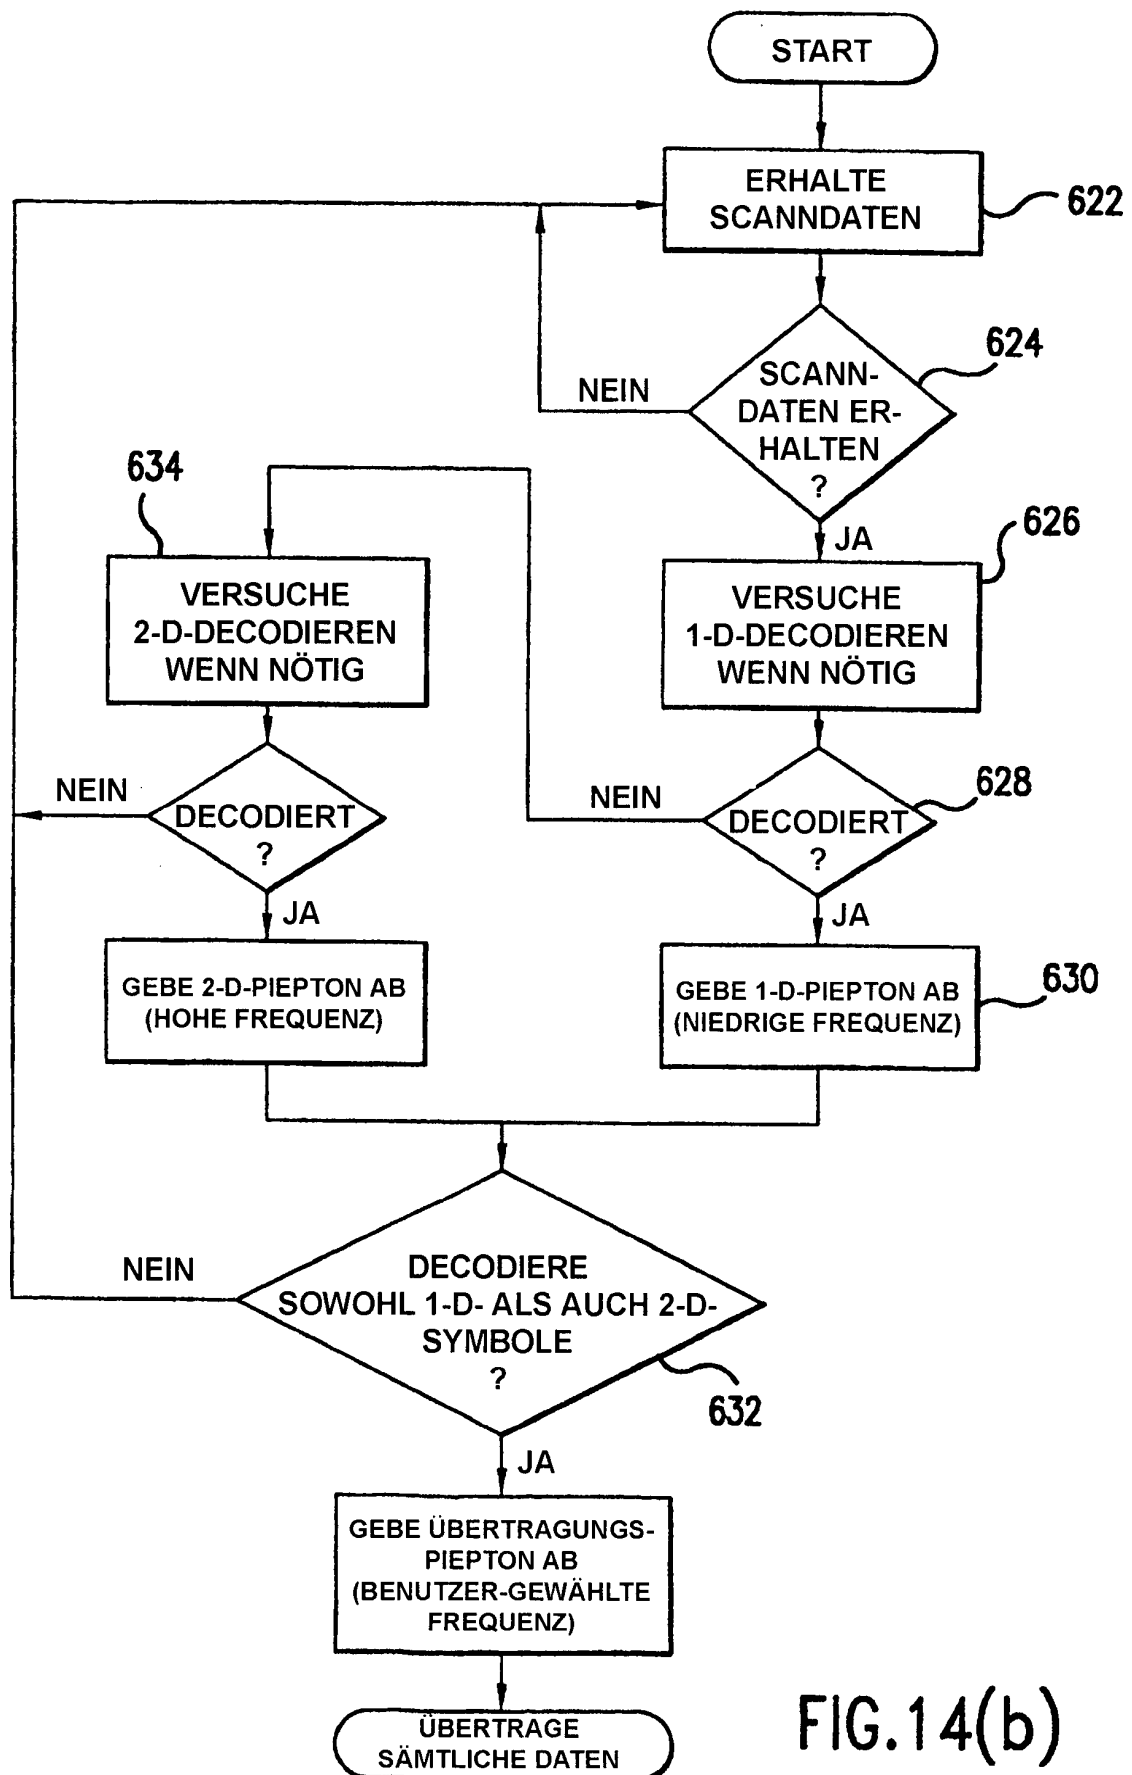 START
ERHALTE
SCANNDATEN
622
624
SCANN-
DATEN ER-
HALTEN
?
NEIN
JA
634
626
VERSUCHE
2-D-DECODIEREN
WENN NÖTIG
VERSUCHE
1-D-DECODIEREN
WENN NÖTIG
NEIN
DECODIERT
?
NEIN
628
DECODIERT
?
JA
JA
GEBE 2-D-PIEPTON AB
(HOHE FREQUENZ)
GEBE 1-D-PIEPTON AB
(NIEDRIGE FREQUENZ)
630
NEIN
DECODIERE
SOWOHL 1-D- ALS AUCH 2-D-
SYMBOLE
?
632
JA
GEBE ÜBERTRAGUNGS-
PIEPTON AB
(BENUTZER-GEWÄHLTE
FREQUENZ)
ÜBERTRAGE
SÄMTLICHE DATEN
FIG.14(b)